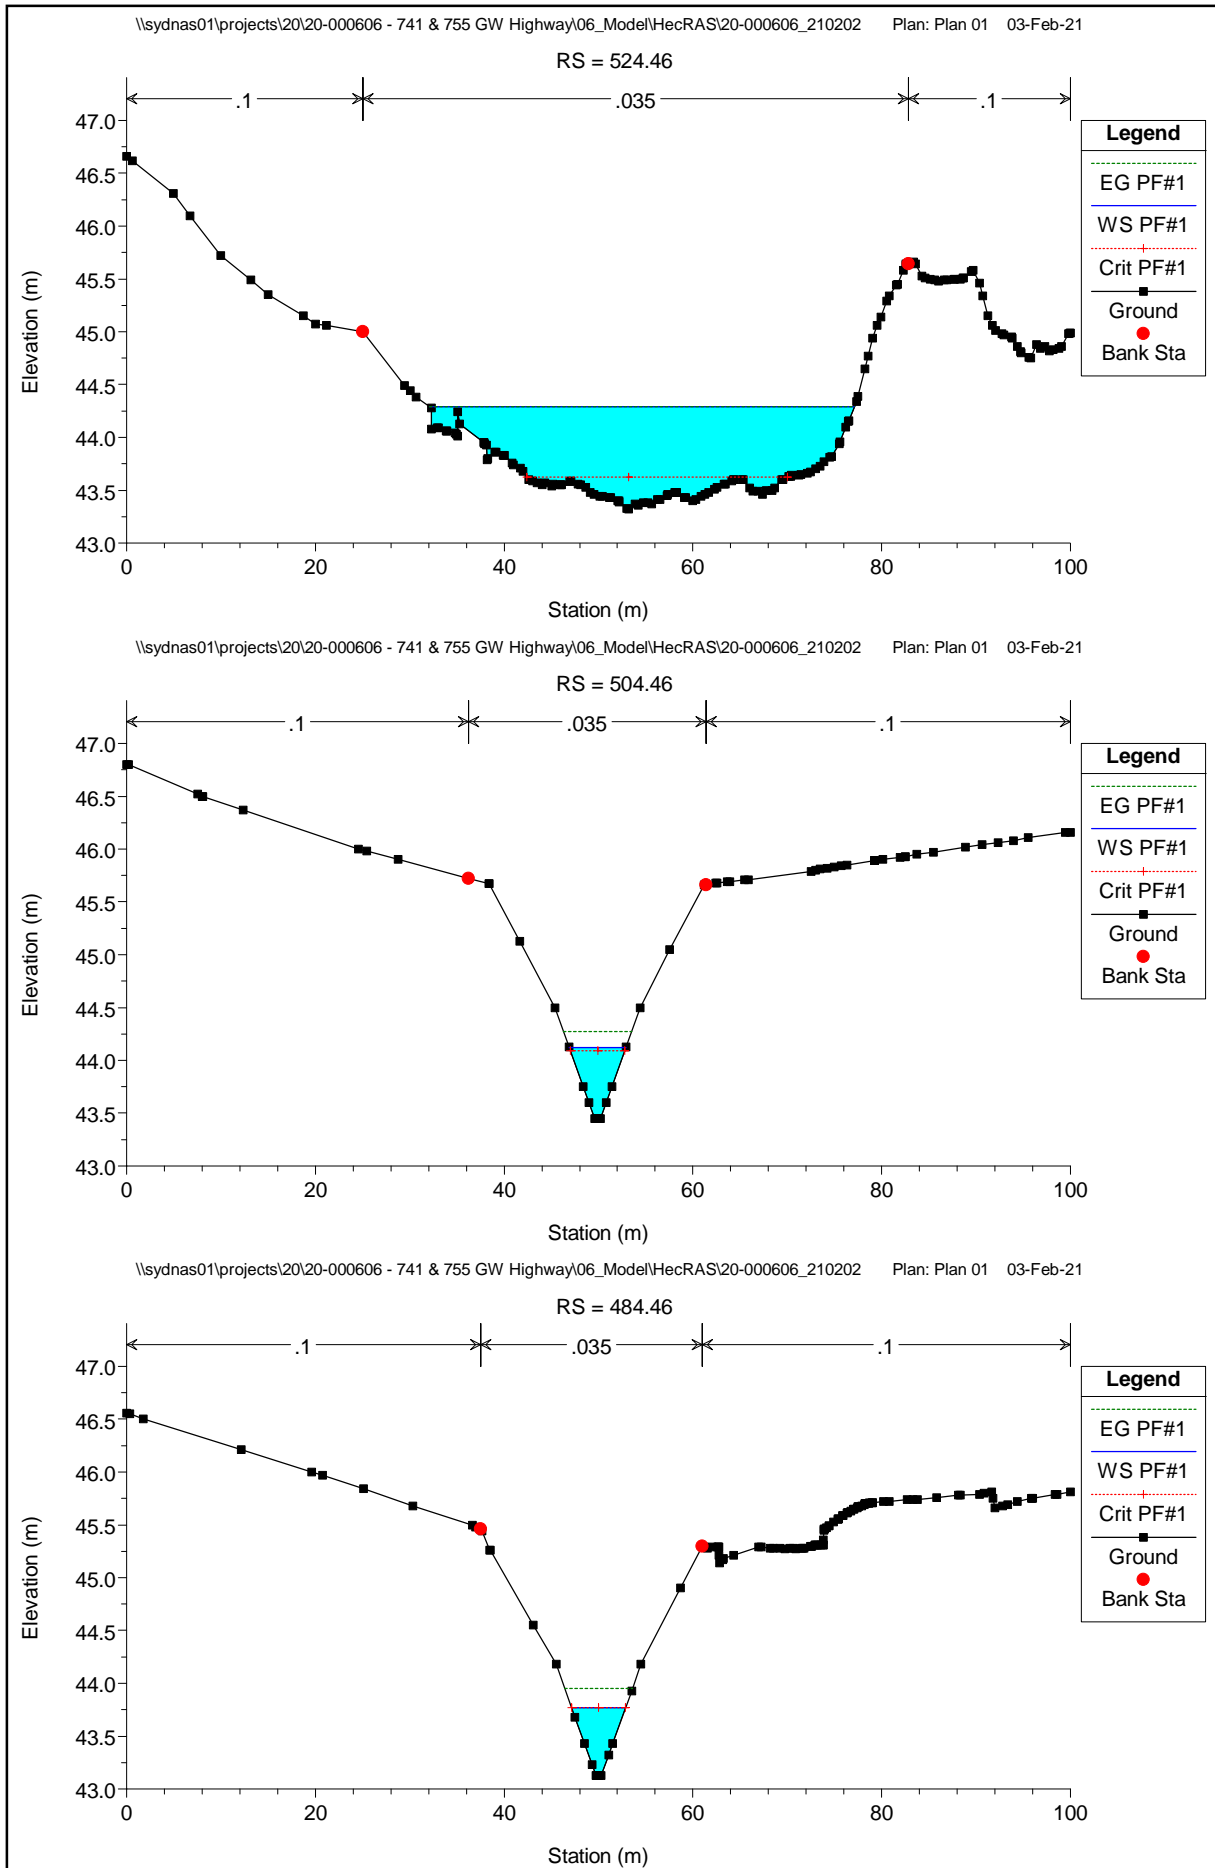 \\sydnas01\projects\20\20-000606 - 741 & 755 GW Highway\06_Model\HecRAS\20-000606_210202 Plan: Plan 01 03-Feb-21
RS = 524.46
.1 .035 .1
47.0
46.5
46.0
45.5
45.0
44.5
44.0
43.5
43.0
Elevation (m)
0 20 40 60 80 100
Station (m)
Legend
EG PF#1
WS PF#1
Crit PF#1
Ground
Bank Sta
\\sydnas01\projects\20\20-000606 - 741 & 755 GW Highway\06_Model\HecRAS\20-000606_210202 Plan: Plan 01 03-Feb-21
RS = 504.46
.1 .035 .1
47.0
46.5
46.0
45.5
45.0
44.5
44.0
43.5
43.0
Elevation (m)
0 20 40 60 80 100
Station (m)
Legend
EG PF#1
WS PF#1
Crit PF#1
Ground
Bank Sta
\\sydnas01\projects\20\20-000606 - 741 & 755 GW Highway\06_Model\HecRAS\20-000606_210202 Plan: Plan 01 03-Feb-21
RS = 484.46
.1 .035 .1
47.0
46.5
46.0
45.5
45.0
44.5
44.0
43.5
43.0
Elevation (m)
0 20 40 60 80 100
Station (m)
Legend
EG PF#1
WS PF#1
Crit PF#1
Ground
Bank Sta